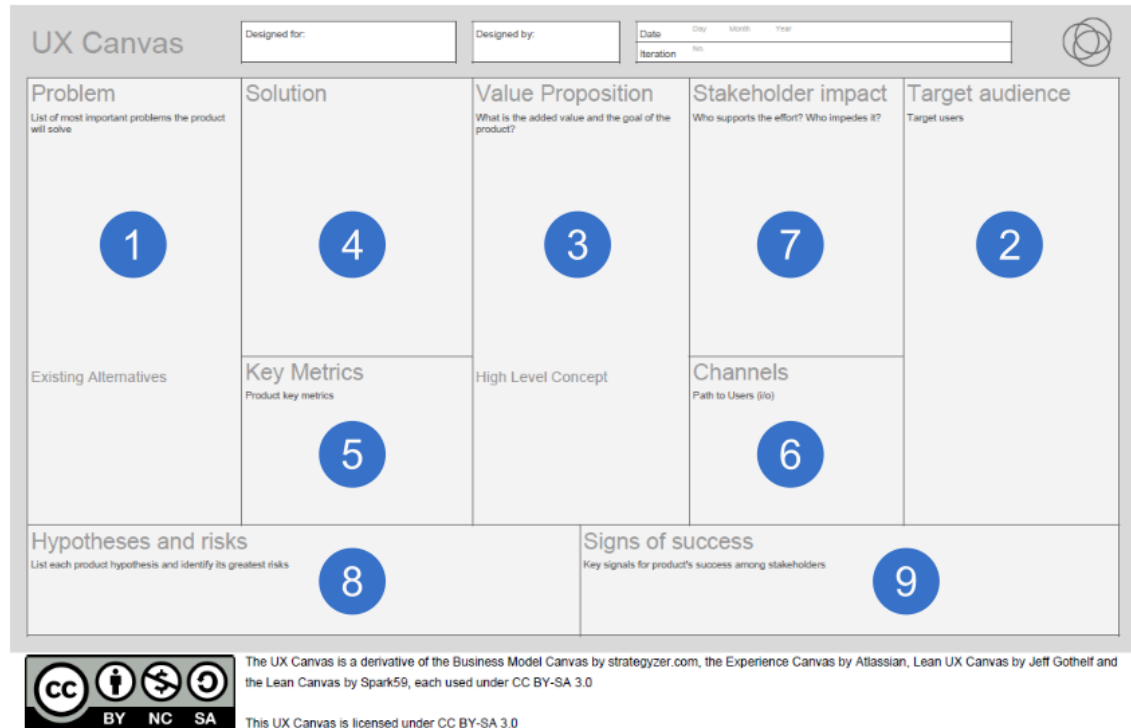 UX Canvas
Designed for:
Designed by:
Date
Day Month Year
Iteration
No.
Problem
List of most important problems the product
will solve
1
Existing Alternatives
Solution
4
Key Metrics
Product key metrics
5
Value Proposition
What is the added value and the goal of the
product?
3
High Level Concept
Stakeholder impact
Who supports the effort? Who impedes it?
7
Channels
Path to Users (i/o)
6
Target audience
Target users
2
Hypotheses and risks
List each product hypothesis and identify its greatest risks
8
Signs of success
Key signals for product's success among stakeholders
9
cc
BY NC SA
The UX Canvas is a derivative of the Business Model Canvas by strategyzer.com, the Experience Canvas by Atlassian, Lean UX Canvas by Jeff Gothelf and
the Lean Canvas by Spark59, each used under CC BY-SA 3.0
This UX Canvas is licensed under CC BY-SA 3.0